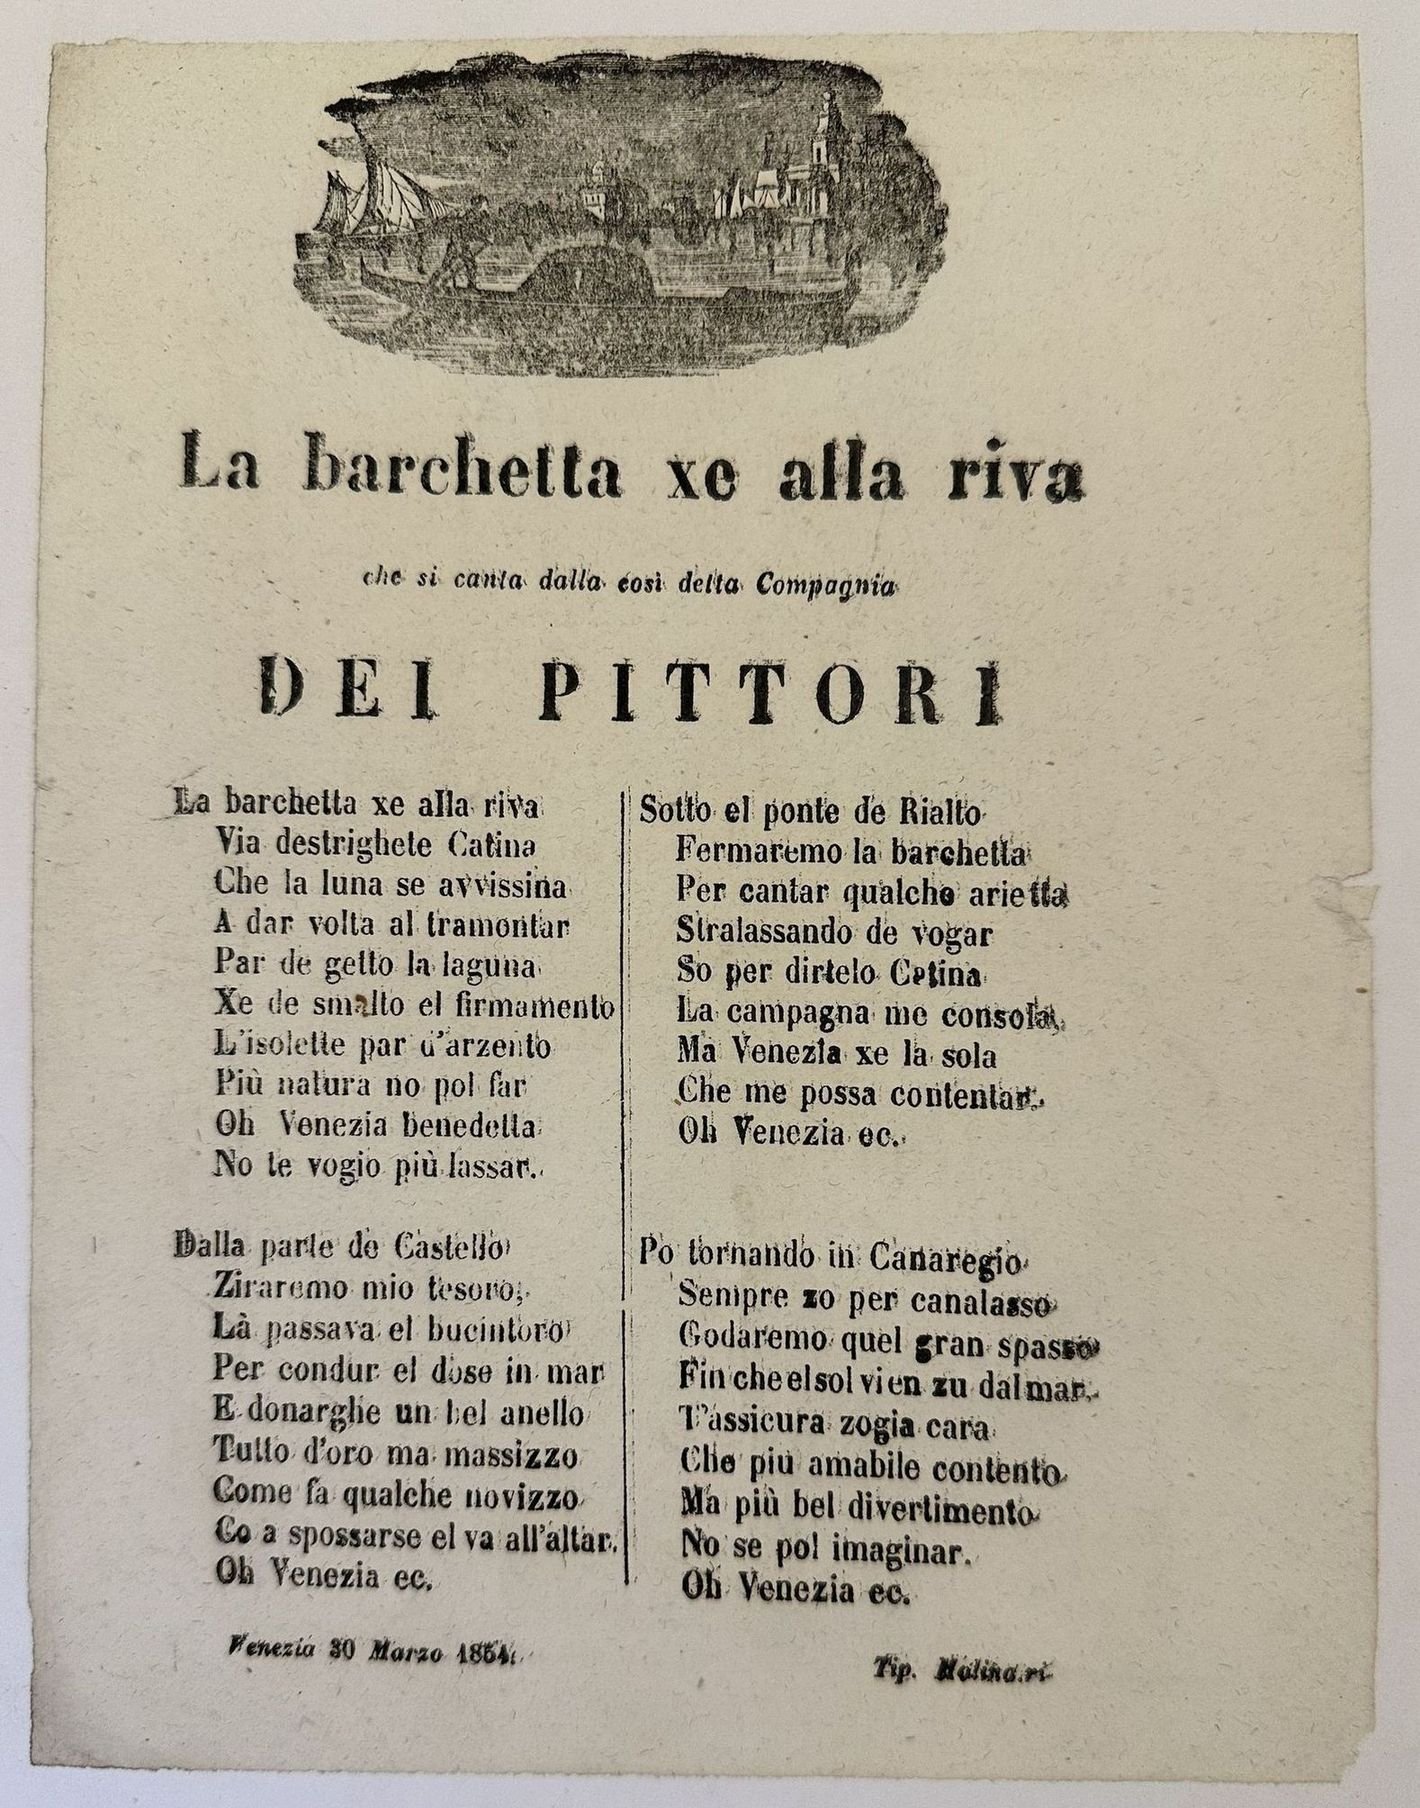 La barchetta xe alla riva
che si canta dalla così detta Compagnia
DEI PITTORI
La barchetta xe alla riva
Via destrighete Catina
Che la luna se avvissina
A dar volta al tramontar
Par de getto la laguna
Xe de smalto el firmamento
L'isolette par d'arzento
Più natura no pol far
Oh Venezia benedetta
No te vogio più lassar.
Dalla parte de Castello
Ziraremo mio tesoro,
Là passava el bucintoro
Per condur el dose in mar
E donarghe un bel anello
Tutto d'oro ma massizzo
Come fa qualche novizzo
Co a spossarse el va all'altar.
Oh Venezia ec.
Sotto el ponte de Rialto
Fermaremo la barchetta
Per cantar qualche arietta
Stralassando de vogar
So per dirtelo Catina
La campagna me consola,
Ma Venezia xe la sola
Che me possa contentar.
Oh Venezia ec.
Po tornando in Canaregio
Sempre zo per canalasso
Godaremo quel gran spasso
Fin che el sol vien zu dal mar.
T'assicura zogia cara
Che più amabile contento
Ma più bel divertimento
No se pol imaginar.
Oh Venezia ec.
Venezia 30 Marzo 1854.
Tip. Molinari